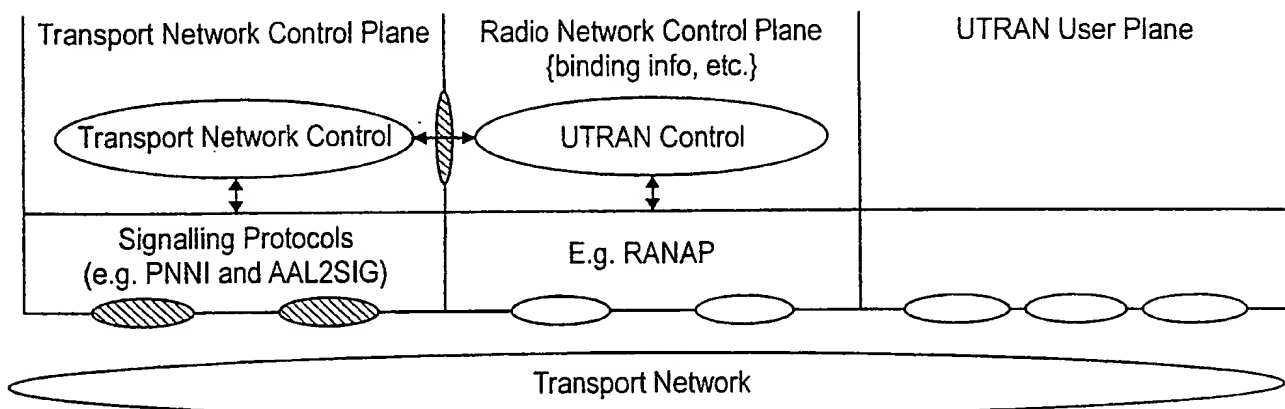 Transport Network Control Plane
Radio Network Control Plane
{binding info, etc.}
UTRAN User Plane
Transport Network Control
UTRAN Control
Signalling Protocols
(e.g. PNNI and AAL2SIG)
E.g. RANAP
Transport Network